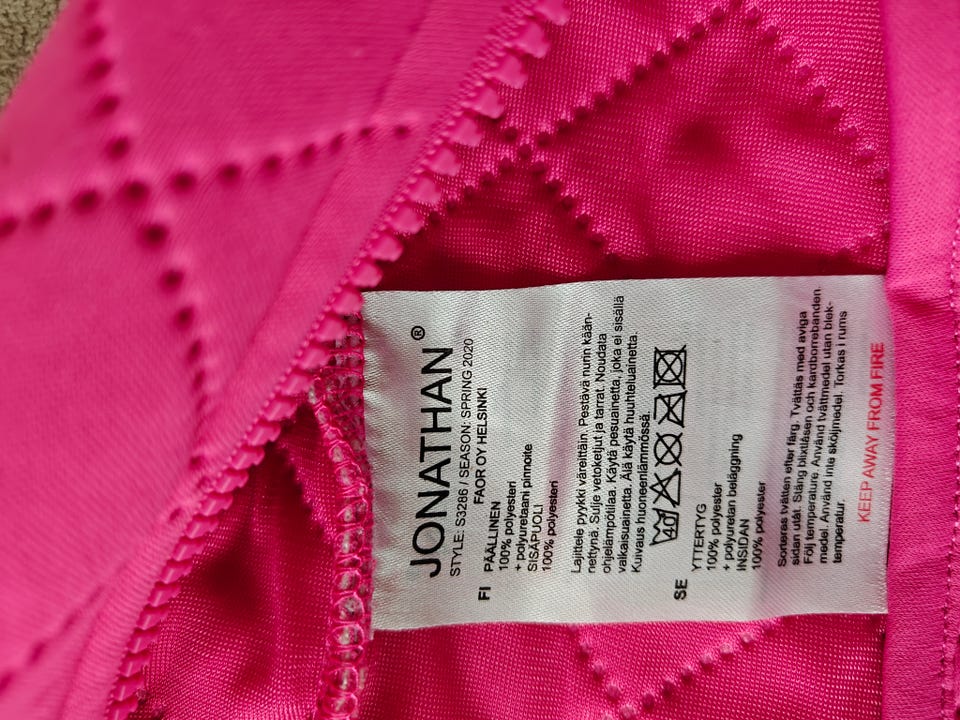 JONATHAN®
STYLE: S3286 / SEASON: SPRING 2020
FAOR OY HELSINKI
FI PÄÄLLINEN
100% polyesteri
+ polyuretaani pinnoite
SISÄPUOLI
100% polyesteri
Lajittele pyykki väreittäin. Pestävä nurin kään-
nettynä. Sulje vetoketjut ja tarrat. Noudata
ohjelämpötilaa. Käytä pesuainetta, joka ei sisällä
valkaisuainetta. Älä käytä huuhteluainetta.
Kuivaus huoneenlämmössä.
40
SE YTTERTYG
100% polyester
+ polyuretan beläggning
INSIDAN
100% polyester
Sorteras tvätten efter färg. Tvättas med aviga
sidan utåt. Stäng blixtlåsen och kardborrebanden.
Följ temperature. Använd tvättmedel utan blek-
medel. Använd inte sköljmedel. Torkas i rums
temperatur.
KEEP AWAY FROM FIRE